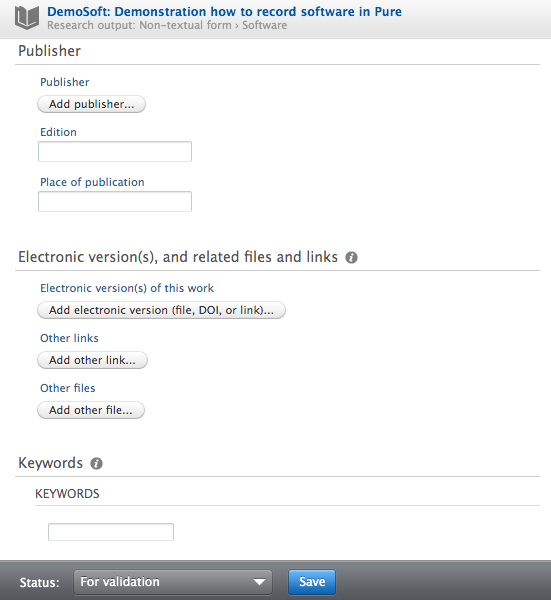 DemoSoft: Demonstration how to record software in Pure
Research output: Non-textual form › Software
Publisher
Publisher
Add publisher...
Edition
Place of publication
Electronic version(s), and related files and links
Electronic version(s) of this work
Add electronic version (file, DOI, or link)...
Other links
Add other link...
Other files
Add other file...
Keywords
KEYWORDS
Status: For validation Save